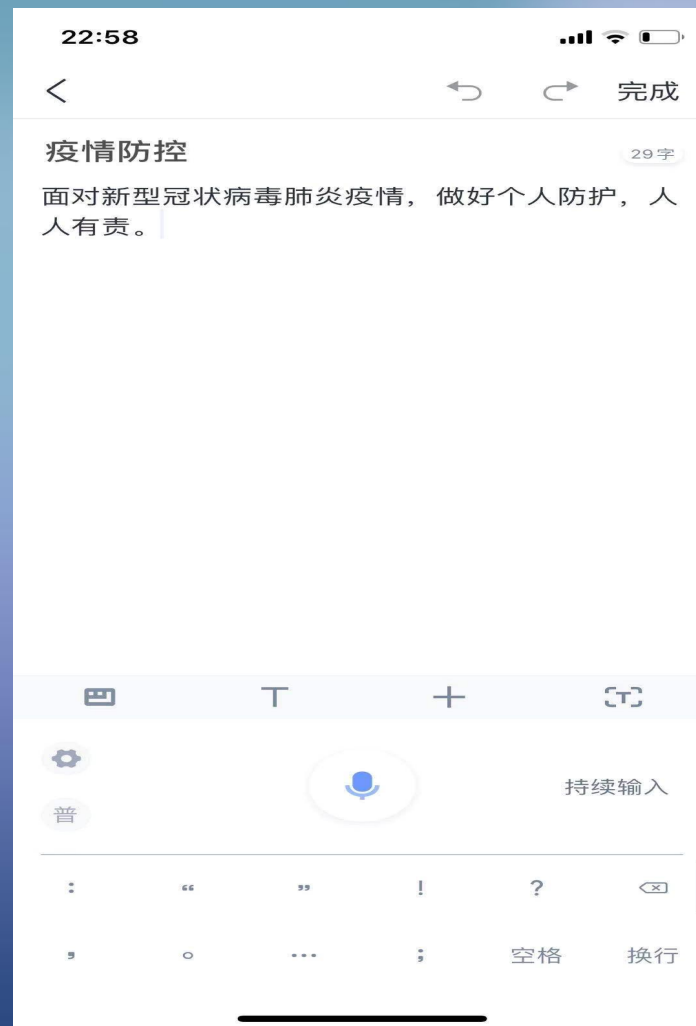 22:58
完成
疫情防控
29字
面对新型冠状病毒肺炎疫情，做好个人防护，人
人有责。
T
普
持续输入
： “ ” ！ ？
， 。 … ； 空格 换行